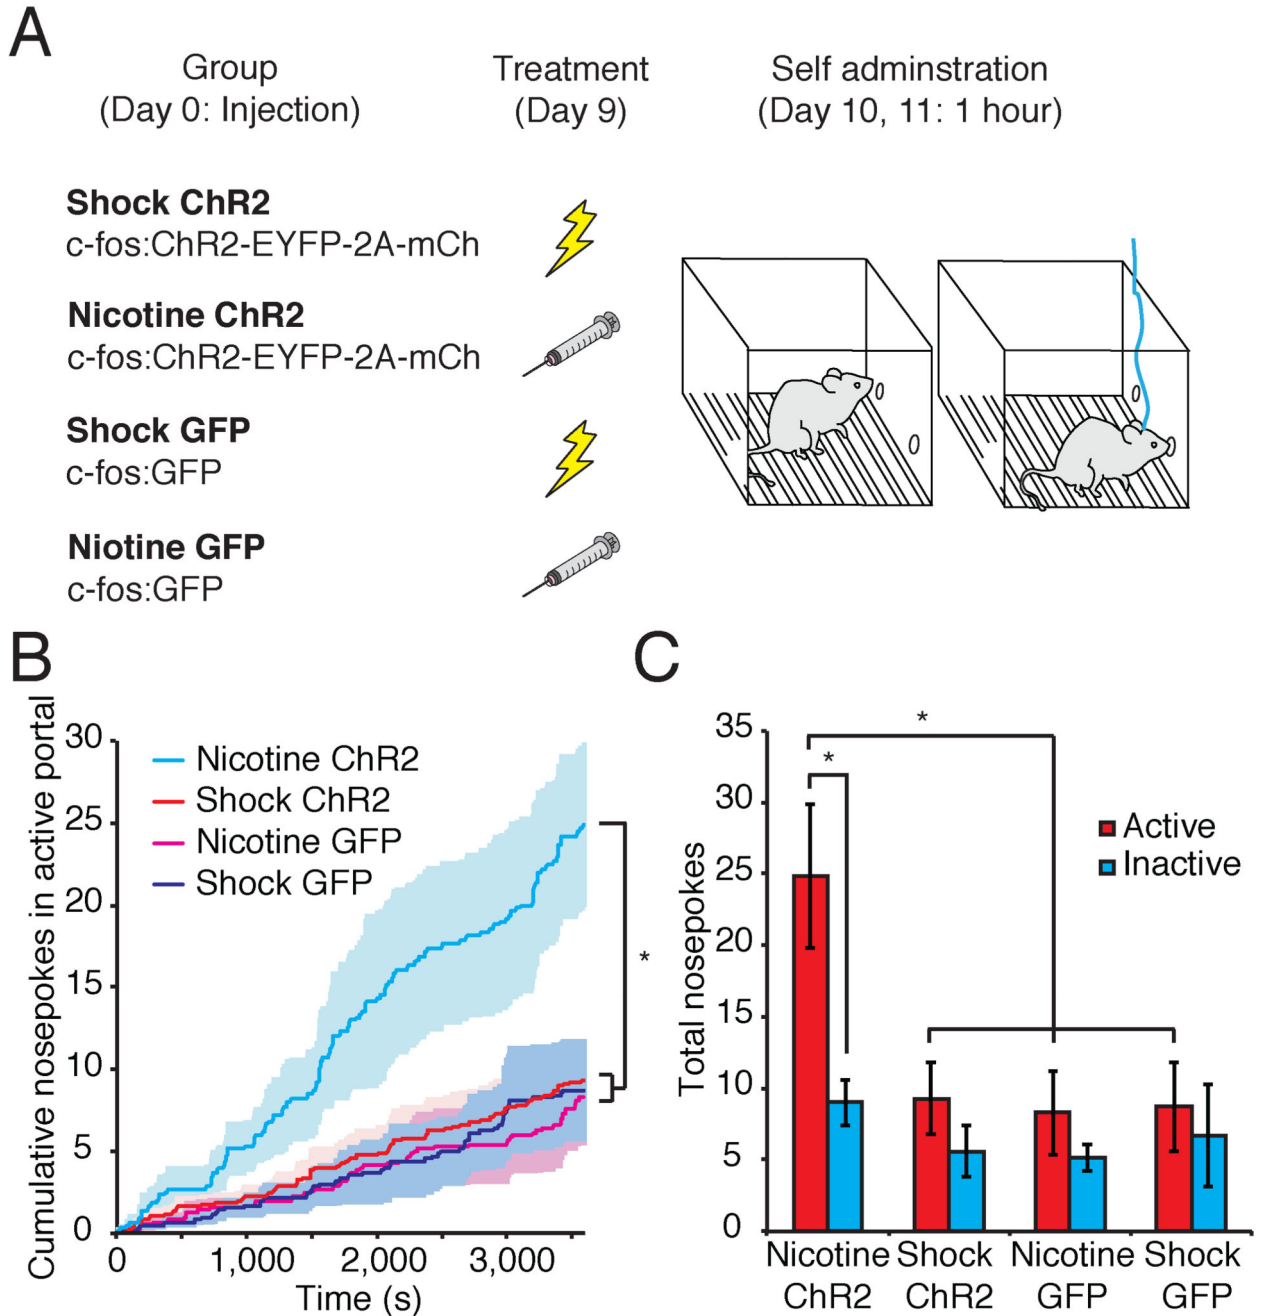 A
Group
(Day 0: Injection)
Treatment
(Day 9)
Self adminstration
(Day 10, 11: 1 hour)
Shock ChR2
c-fos:ChR2-EYFP-2A-mCh
Nicotine ChR2
c-fos:ChR2-EYFP-2A-mCh
Shock GFP
c-fos:GFP
Niotine GFP
c-fos:GFP
B
Cumulative nosepokes in active portal
30
25
20
15
10
5
0
Nicotine ChR2
Shock ChR2
Nicotine GFP
Shock GFP
*
0 1,000 2,000 3,000
Time (s)
C
Total nosepokes
35
30
25
20
15
10
5
0
*
*
Active
Inactive
Nicotine Shock Nicotine Shock
ChR2 ChR2 GFP GFP